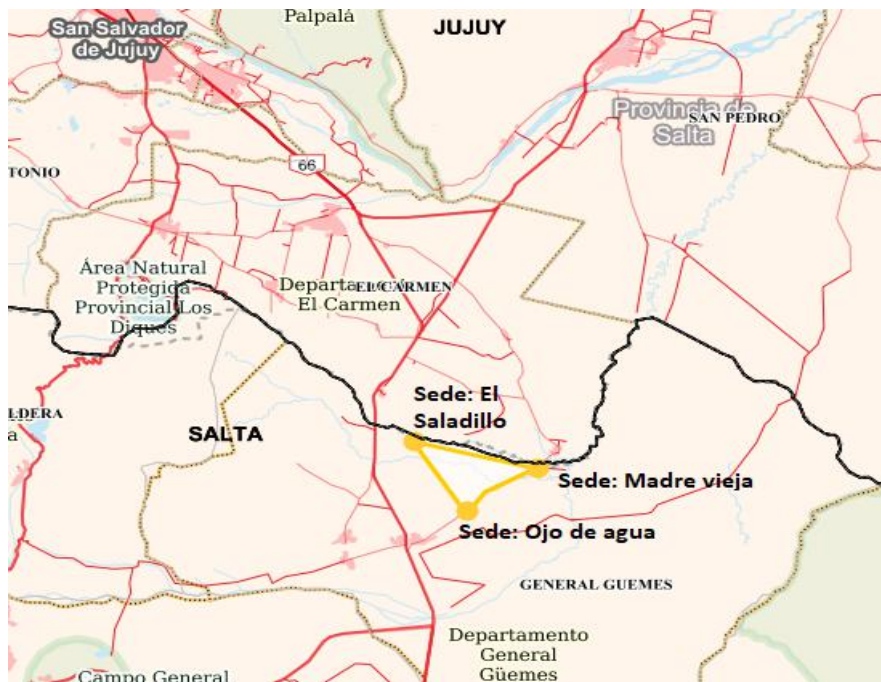 Palpalá
San Salvador
de Jujuy
JUJUY
Provincia de
Salta
SAN PEDRO
66
TONIO
Área Natural
Protegida
Provincial Los
Diques
Departa
El Carmen
EL CARMEN
Sede: El
Saladillo
LDERA
a
SALTA
Sede: Madre vieja
Sede: Ojo de agua
GENERAL GUEMES
Departamento
General
Güemes
Campo General